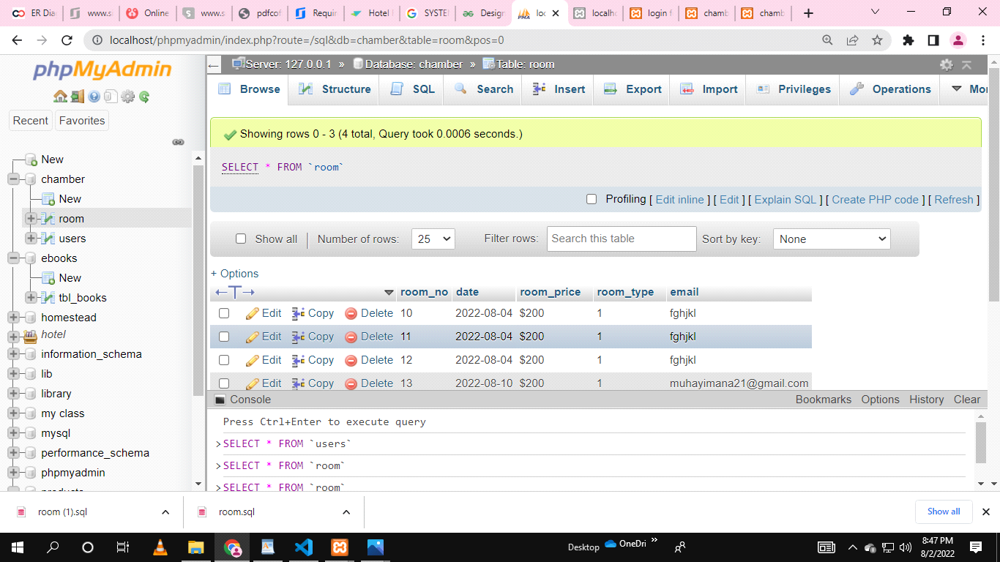 ER Dia
www.s
Online
www.s
pdfcof
Requir
Hotel
SYSTE
Design
loc
localho
login f
chamb
chamb
localhost/phpmyadmin/index.php?route=/sql&db=chamber&table=room&pos=0
phpMyAdmin
Recent Favorites
New
chamber
New
room
users
ebooks
New
tbl_books
homestead
hotel
information_schema
lib
library
my class
mysql
performance_schema
phpmyadmin
products
Server: 127.0.0.1 » Database: chamber » Table: room
Browse Structure SQL Search Insert Export Import Privileges Operations Mor
Showing rows 0 - 3 (4 total, Query took 0.0006 seconds.)
SELECT * FROM `room`
Profiling [ Edit inline ] [ Edit ] [ Explain SQL ] [ Create PHP code ] [ Refresh ]
Show all Number of rows: 25 Filter rows: Search this table Sort by key: None
+ Options
←T→ room_no date room_price room_type email
Edit Copy Delete 10 2022-08-04 $200 1 fghjkl
Edit Copy Delete 11 2022-08-04 $200 1 fghjkl
Edit Copy Delete 12 2022-08-04 $200 1 fghjkl
Edit Copy Delete 13 2022-08-10 $200 1 muhayimana21@gmail.com
Console Bookmarks Options History Clear
Press Ctrl+Enter to execute query
>SELECT * FROM `users`
>SELECT * FROM `room`
>SELECT * FROM `room`
room (1).sql room.sql Show all
Desktop OneDri » 8:47 PM
8/2/2022